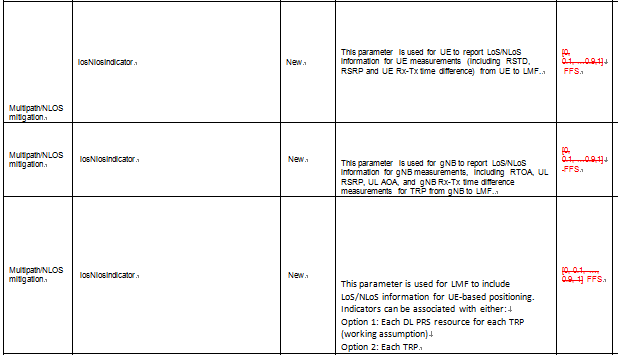 Multipath/NLOS
mitigation.
losNlosIndicator.
New.
This parameter is used for UE to report LoS/NLoS
information for UE measurements (including RSTD,
RSRP and UE Rx-Tx time difference) from UE to LMF..
[0,
0.1, …0.9,1]
FFS.
Multipath/NLOS
mitigation.
losNlosIndicator.
New.
This parameter is used for gNB to report LoS/NLoS
information for gNB measurements, including RTOA, UL
RSRP, UL AOA, and gNB Rx-Tx time difference
measurements for TRP from gNB to LMF..
[0,
0.1, …0.9,1]
FFS.
Multipath/NLOS
mitigation.
losNlosIndicator.
New.
This parameter is used for LMF to include
LoS/NLoS information for UE-based positioning.
Indicators can be associated with either:
Option 1: Each DL PRS resource for each TRP
(working assumption)
Option 2: Each TRP.
[0, 0.1, …,
0.9, 1] FFS.